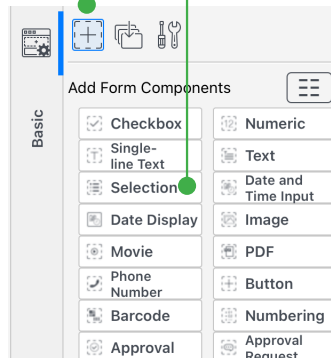 Basic
Add Form Components
Checkbox
Numeric
Single-
line Text
Text
Selection
Date and
Time Input
Date Display
Image
Movie
PDF
Phone
Number
Button
Barcode
Numbering
Approval
Approval
Request